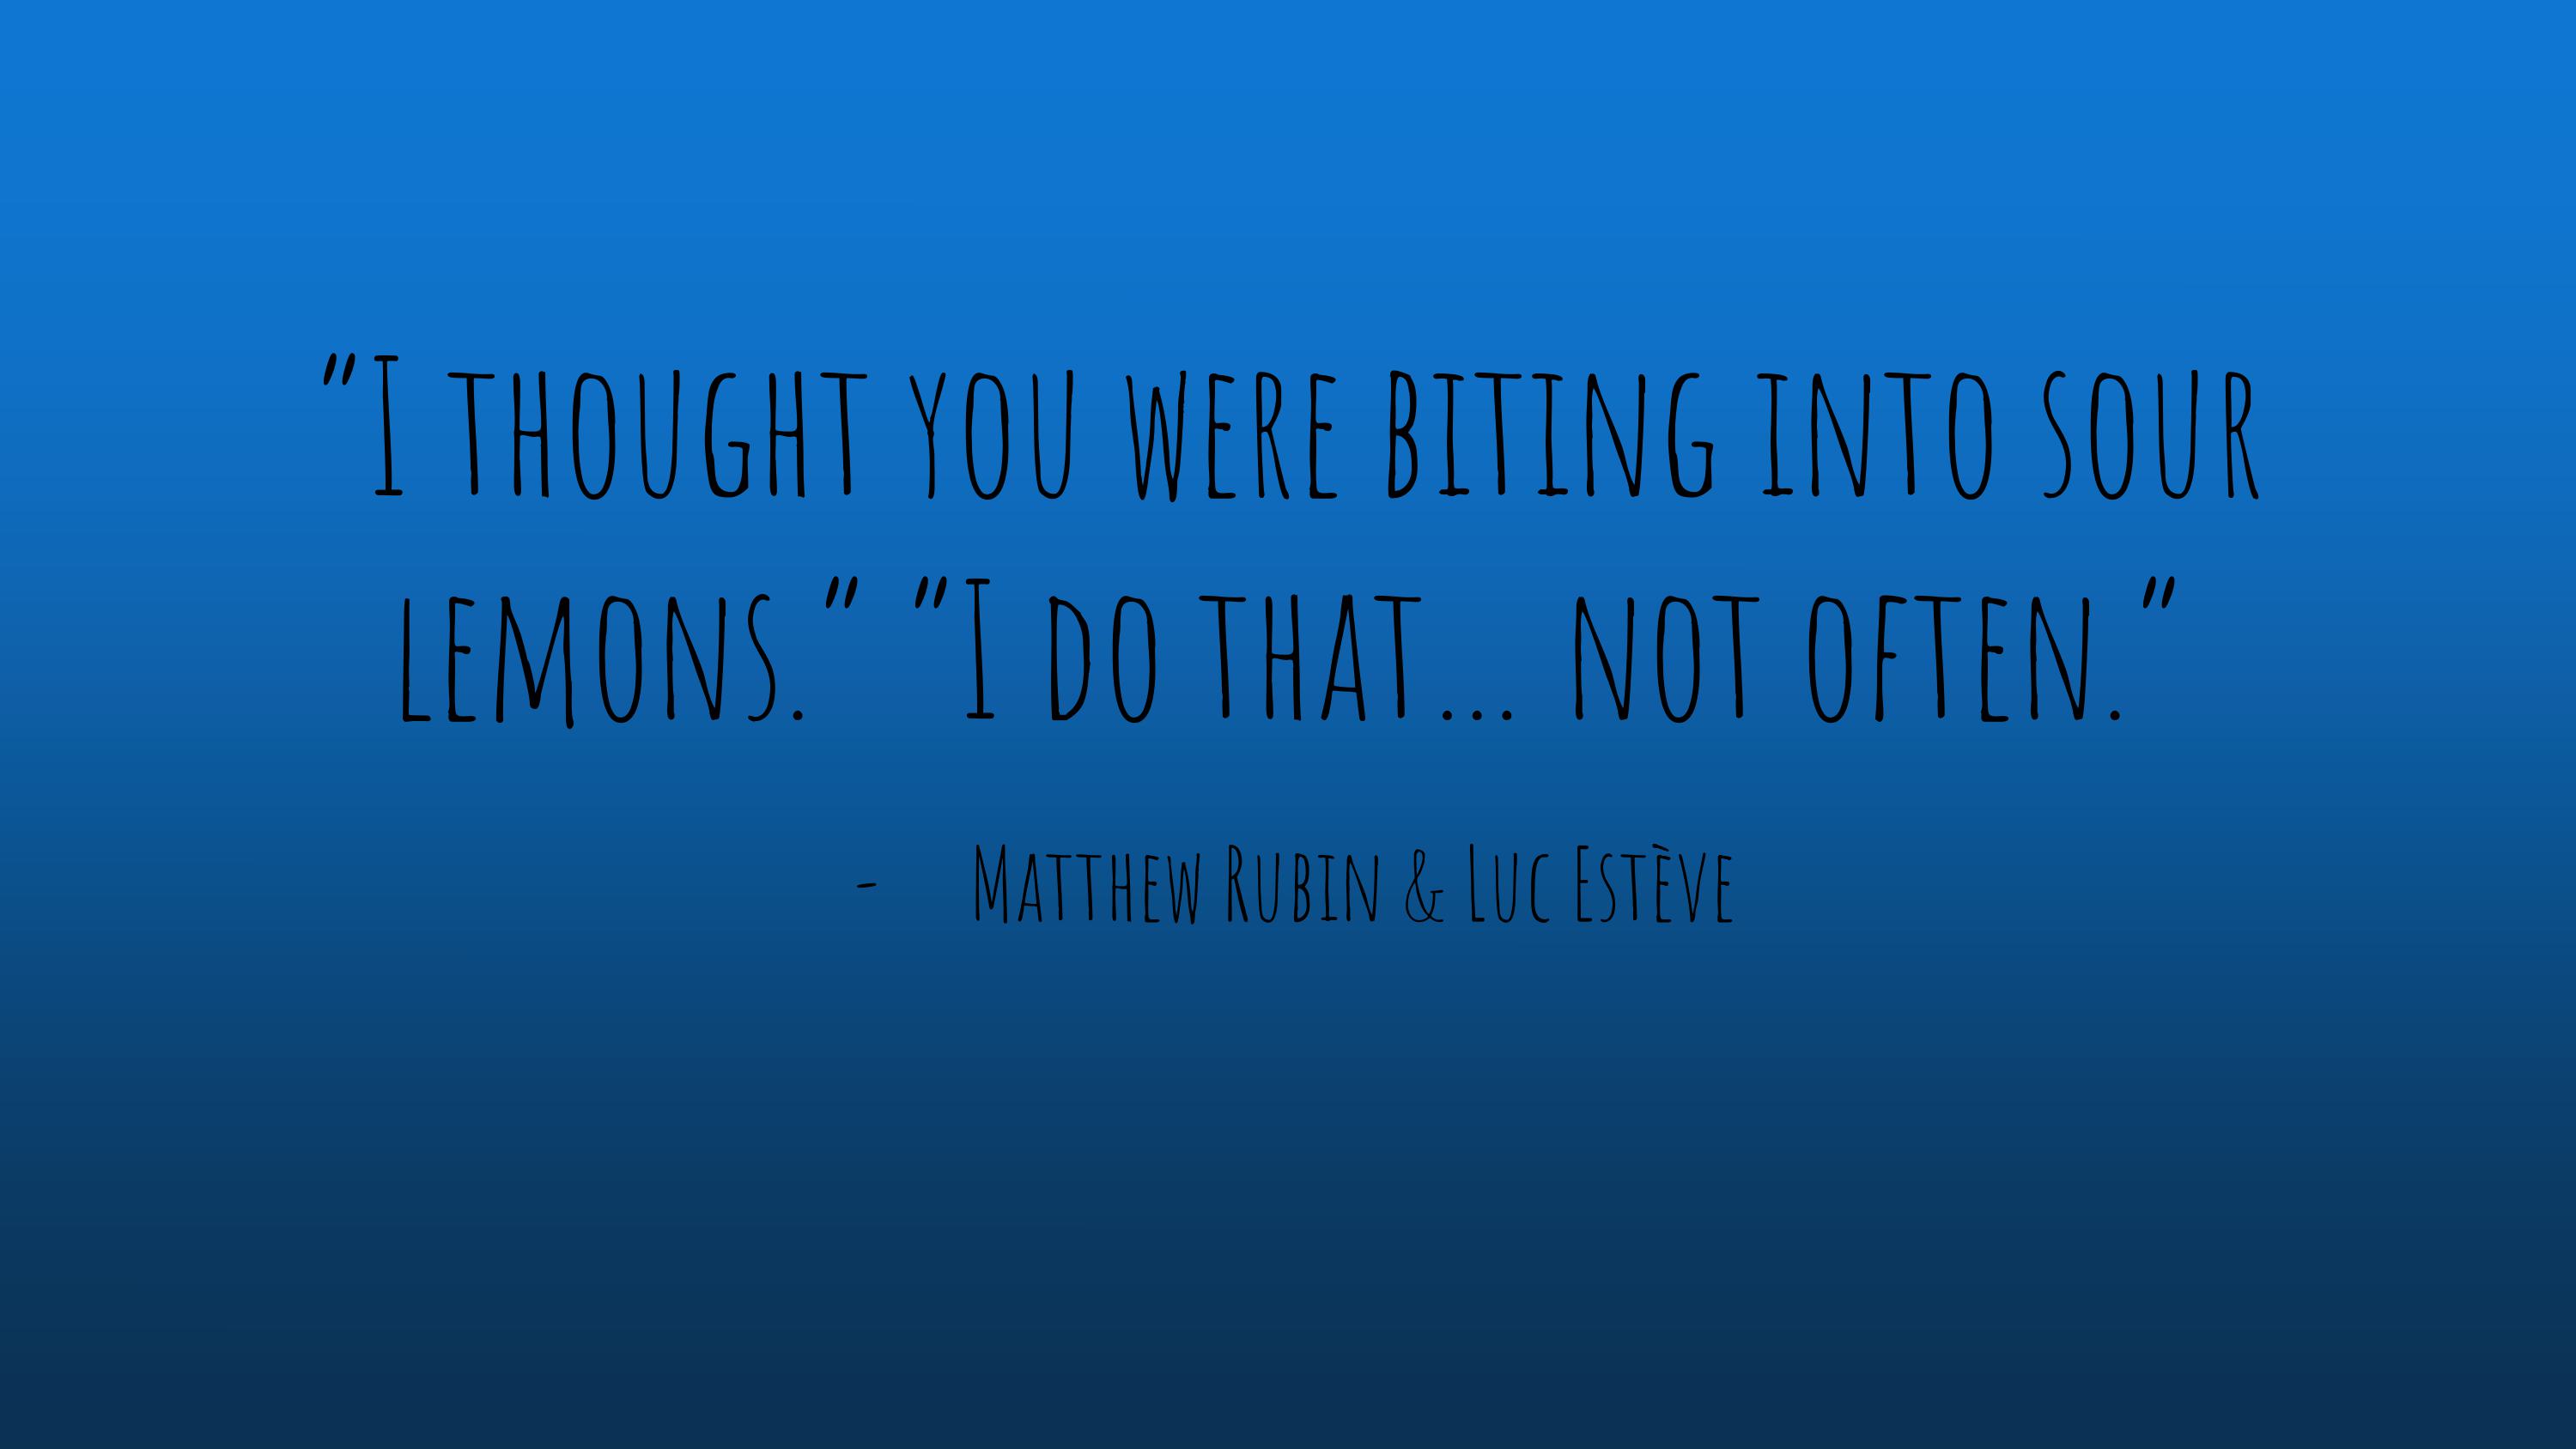 "I thought you were biting into sour
lemons." "I do that... not often."
- Matthew Rubin & Luc Estève